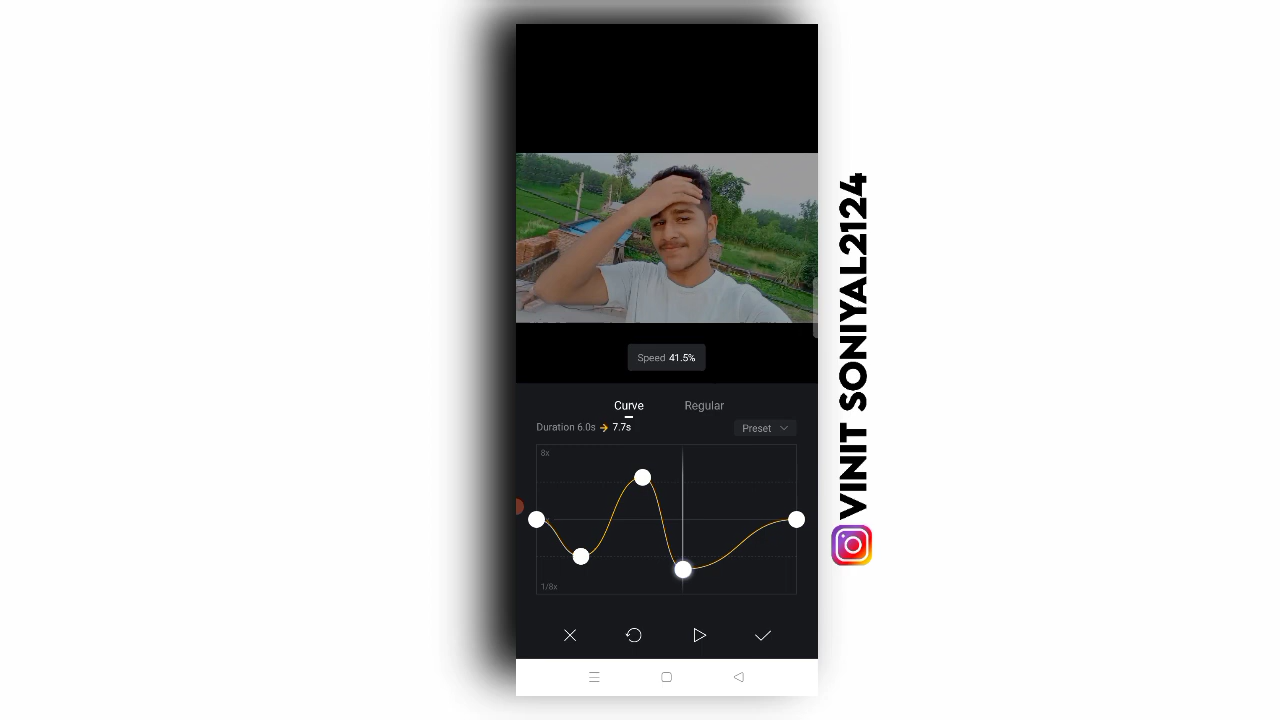 Speed 41.5%
Curve
Regular
Duration 6.0s → 7.7s
Preset
8x
1/8x
VINIT SONIYAL2124